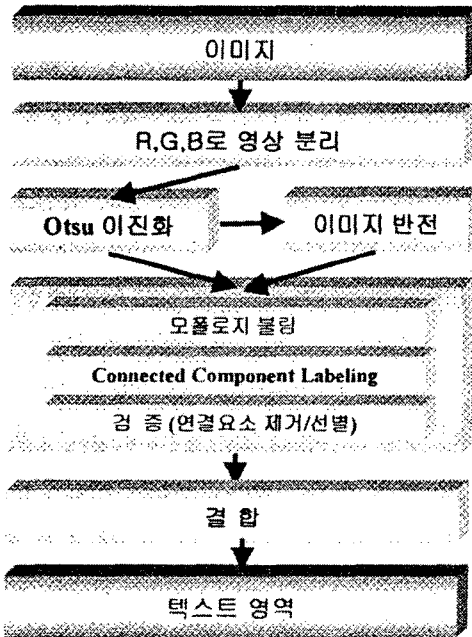 이미지
R,G,B로 영상 분리
Otsu 이진화
이미지 반전
모폴로지 불링
Connected Component Labeling
검 증 (연결요소 제거/선별)
결 합
텍스트 영역